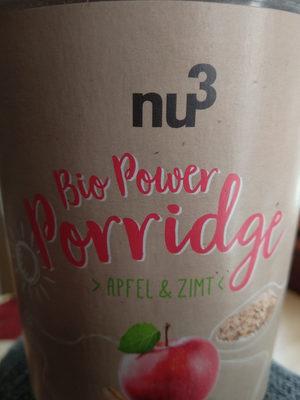 nu3
Bio Power
Porridge
> APFEL & ZIMT <